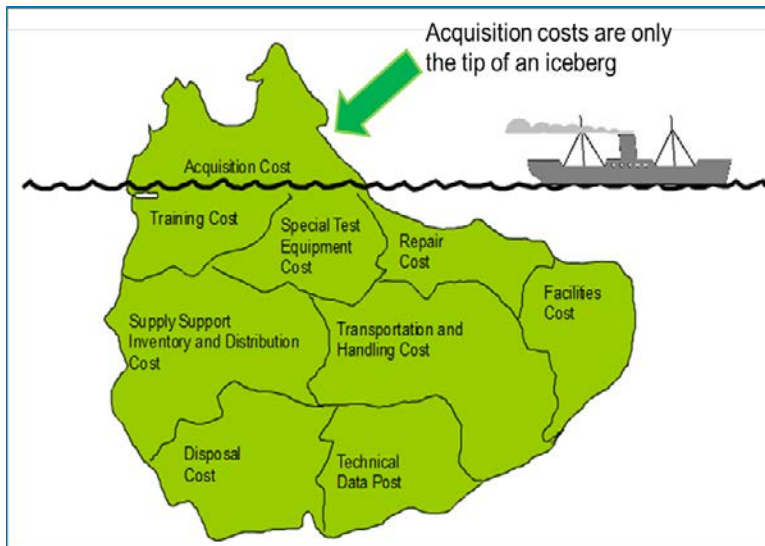 Acquisition costs are only
the tip of an iceberg
Acquisition Cost
Training Cost
Special Test
Equipment
Cost
Repair
Cost
Facilities
Cost
Supply Support
Inventory and Distribution
Cost
Transportation and
Handling Cost
Disposal
Cost
Technical
Data Post